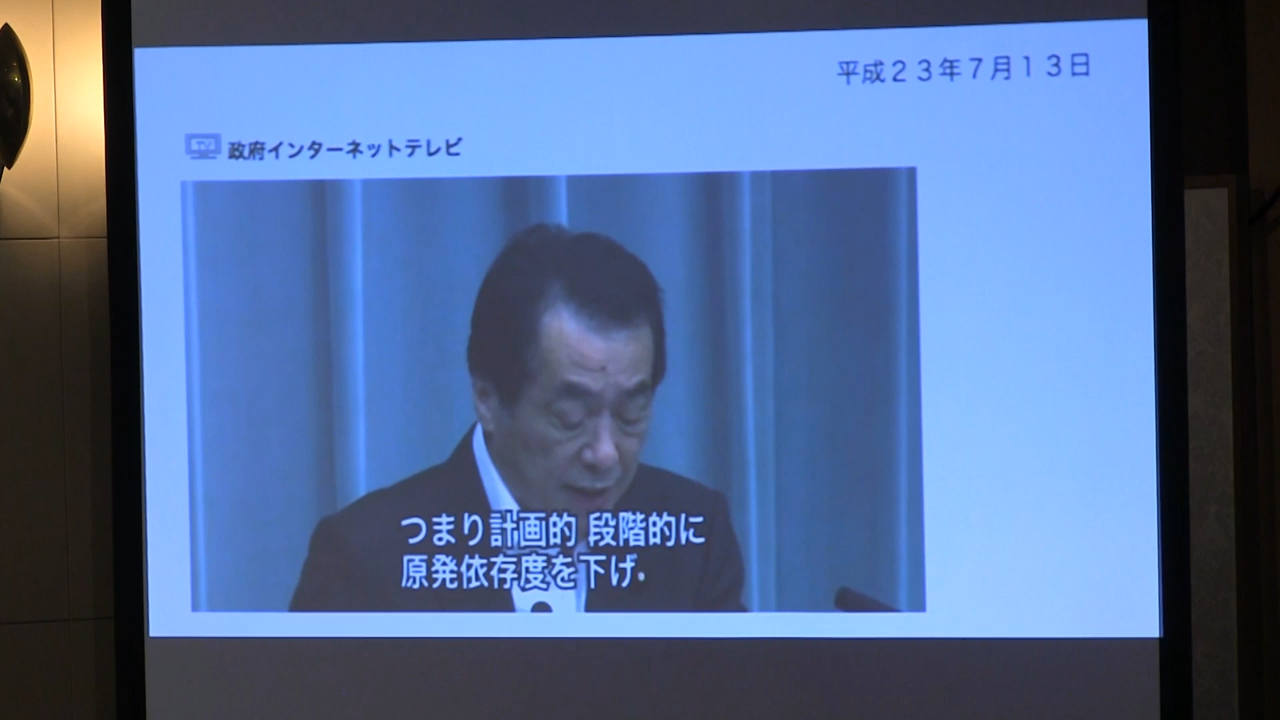 平成２３年７月１３日
TV
政府インターネットテレビ
つまり計画的 段階的に
原発依存度を下げ.